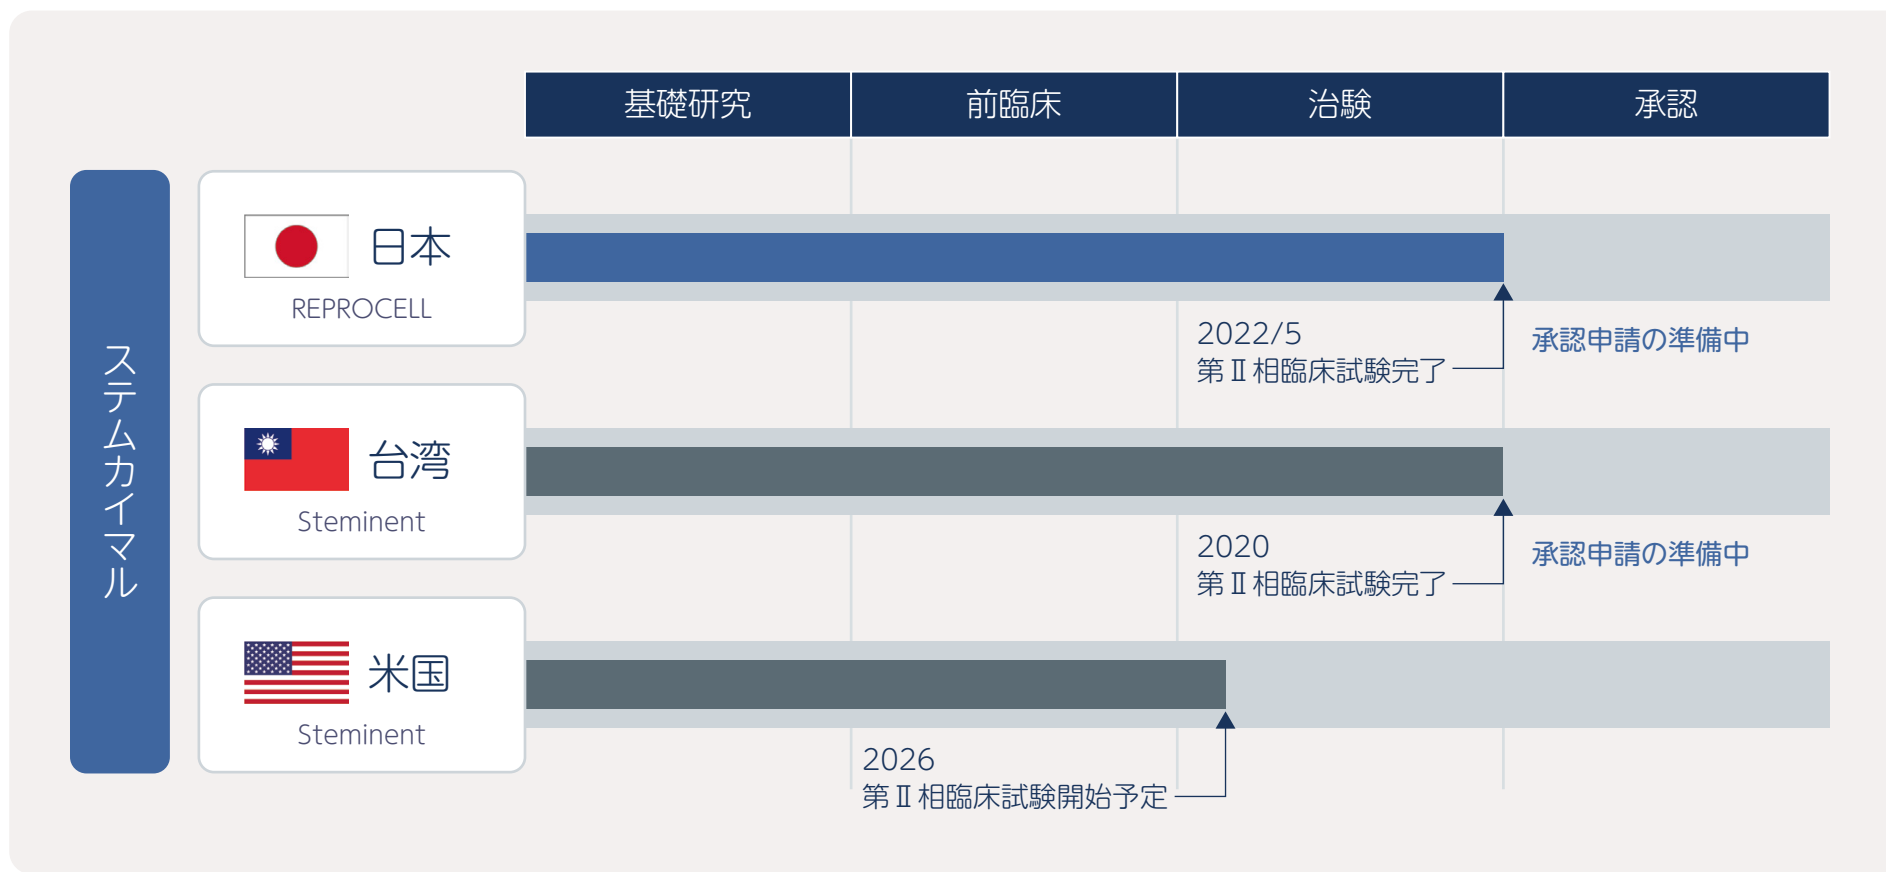 基礎研究
前臨床
治験
承認
ステムカイマル
日本
REPROCELL
2022/5
第Ⅱ相臨床試験完了
承認申請の準備中
台湾
Steminent
2020
第Ⅱ相臨床試験完了
承認申請の準備中
米国
Steminent
2026
第Ⅱ相臨床試験開始予定